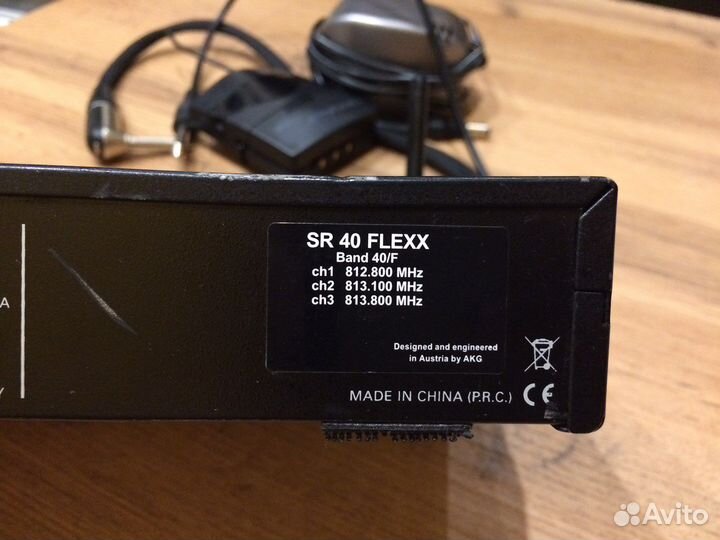 SR 40 FLEXX
Band 40/F
ch1 812.800 MHz
ch2 813.100 MHz
ch3 813.800 MHz
Designed and engineered
in Austria by AKG
MADE IN CHINA (P.R.C.) CE
A
Y
Avito